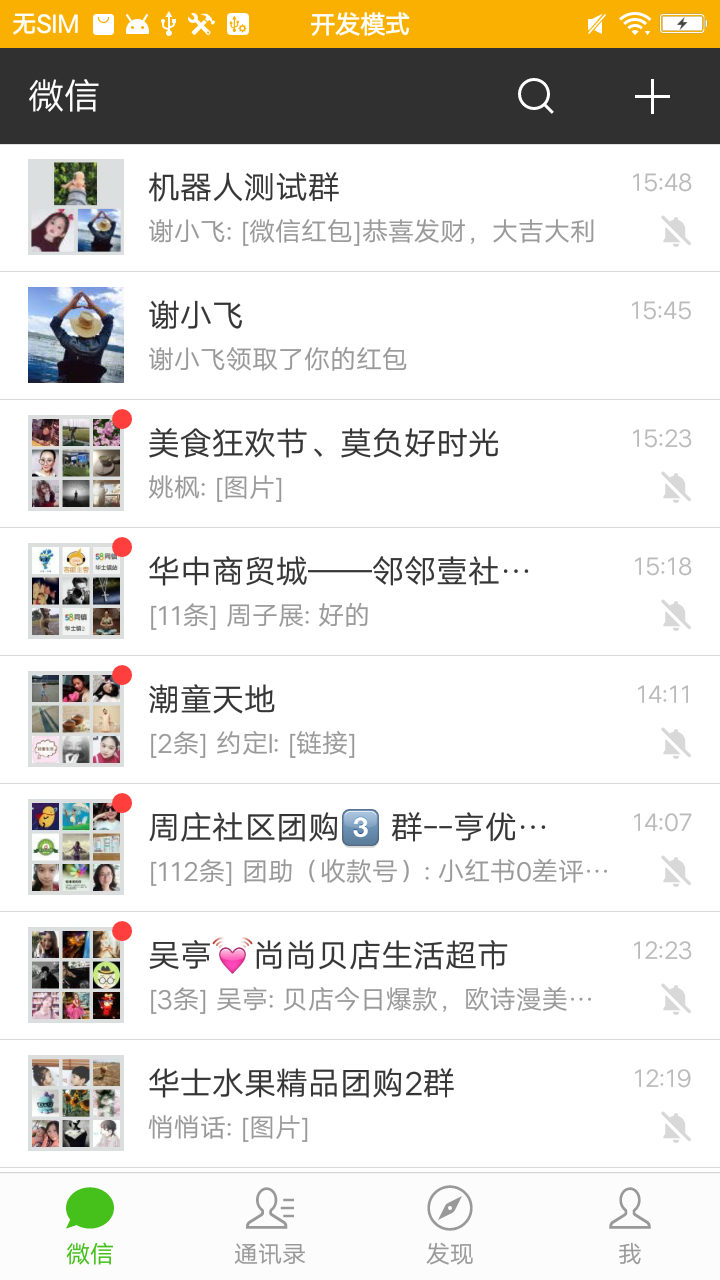 无SIM 开发模式
微信
机器人测试群 15:48
谢小飞: [微信红包]恭喜发财，大吉大利
谢小飞 15:45
谢小飞领取了你的红包
美食狂欢节、莫负好时光 15:23
姚枫: [图片]
华中商贸城——邻邻壹社… 15:18
[11条] 周子展: 好的
潮童天地 14:11
[2条] 约定l: [链接]
周庄社区团购3️⃣ 群--亨优… 14:07
[112条] 团助（收款号）: 小红书0差评…
吴亭💓尚尚贝店生活超市 12:23
[3条] 吴亭: 贝店今日爆款，欧诗漫美…
华士水果精品团购2群 12:19
悄悄话: [图片]
微信 通讯录 发现 我